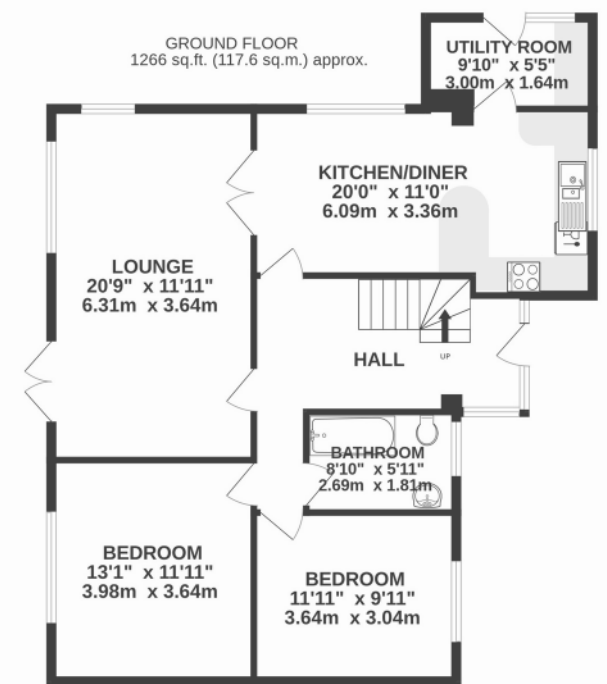 GROUND FLOOR
1266 sq.ft. (117.6 sq.m.) approx.
UTILITY ROOM
9'10" x 5'5"
3.00m x 1.64m
KITCHEN/DINER
20'0" x 11'0"
6.09m x 3.36m
LOUNGE
20'9" x 11'11"
6.31m x 3.64m
HALL
UP
BATHROOM
8'10" x 5'11"
2.69m x 1.81m
BEDROOM
13'1" x 11'11"
3.98m x 3.64m
BEDROOM
11'11" x 9'11"
3.64m x 3.04m